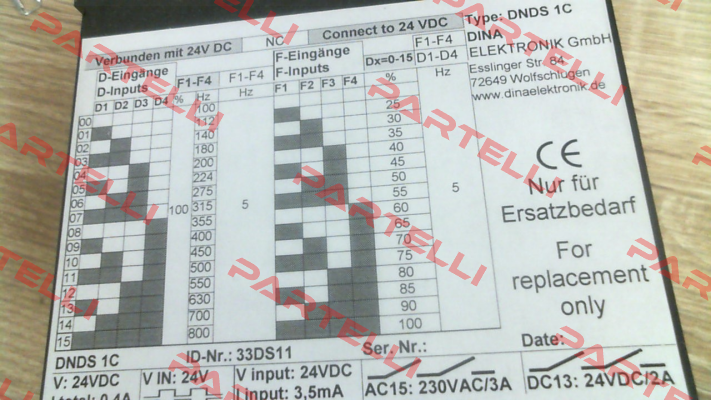 Verbunden mit 24V DC
NC
Connect to 24 VDC
Type: DNDS 1C
DINA
ELEKTRONIK GmbH
Esslinger Str. 84
72649 Wolfschlugen
www.dinaelektronik.de
D-Eingänge
D-Inputs
F1-F4
F1-F4
F-Eingänge
F-Inputs
Dx=0-15
F1-F4
D1-D4
D1 D2 D3 D4
%
Hz
Hz
F1 F2 F3 F4
%
Hz
00
01
02
03
04
05
06
07
08
09
10
11
12
13
14
15
100
100
112
140
180
200
224
275
315
355
400
450
500
550
630
700
800
5
25
30
35
40
45
50
55
60
65
70
75
80
85
90
100
5
CE
Nur für
Ersatzbedarf
For
replacement
only
DNDS 1C
ID-Nr.: 33DS11
Ser. Nr.:
Date:
V: 24VDC
V IN: 24V
V input: 24VDC
AC15: 230VAC/3A
DC13: 24VDC/2A
I total: 0,4A
I input: 3,5mA
PARTELLI
PARTELLI
PARTELLI
PARTELLI
PARTELLI
PARTELLI